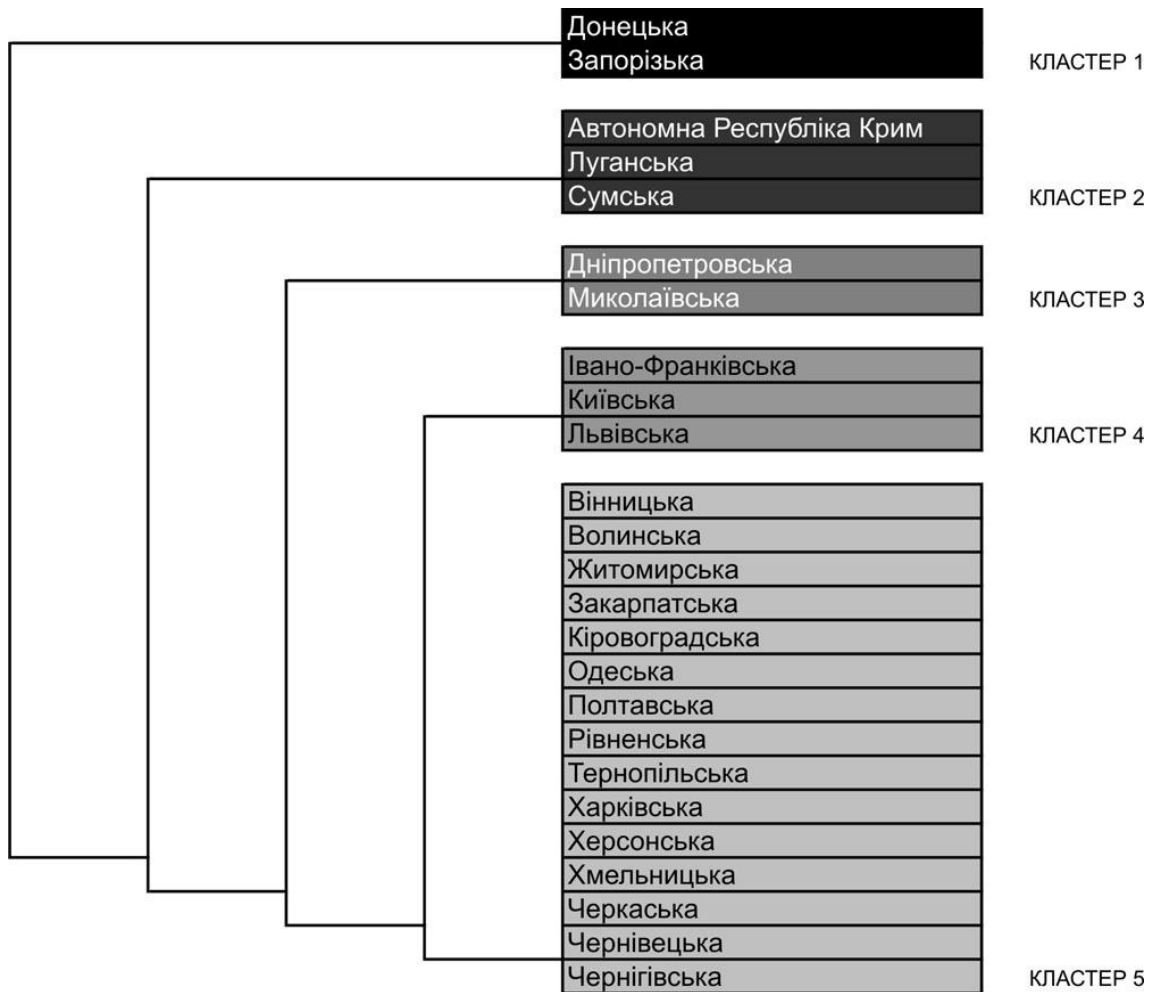 Донецька
Запорізька
КЛАСТЕР 1
Автономна Республіка Крим
Луганська
Сумська
КЛАСТЕР 2
Дніпропетровська
Миколаївська
КЛАСТЕР 3
Івано-Франківська
Київська
Львівська
КЛАСТЕР 4
Вінницька
Волинська
Житомирська
Закарпатська
Кіровоградська
Одеська
Полтавська
Рівненська
Тернопільська
Харківська
Херсонська
Хмельницька
Черкаська
Чернівецька
Чернігівська
КЛАСТЕР 5